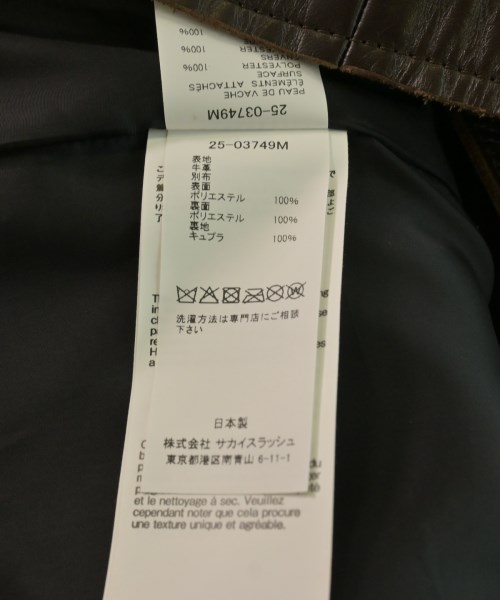 100%
ENVERS
POLYESTER 100%
SURFACE
ÉLÉMENTS ATTACHÉS
PEAU DE VACHE
25-03749M
25-03749M
表地
牛革
別布
表面
ポリエステル 100%
裏面
ポリエステル 100%
裏地
キュプラ 100%
洗濯方法は専門店にご相談
下さい
日本製
株式会社 サカイスラッシュ
東京都港区南青山 6-11-1
et le nettoyage à sec. Veuillez
cependant noter que cela procure
une texture unique et agréable.